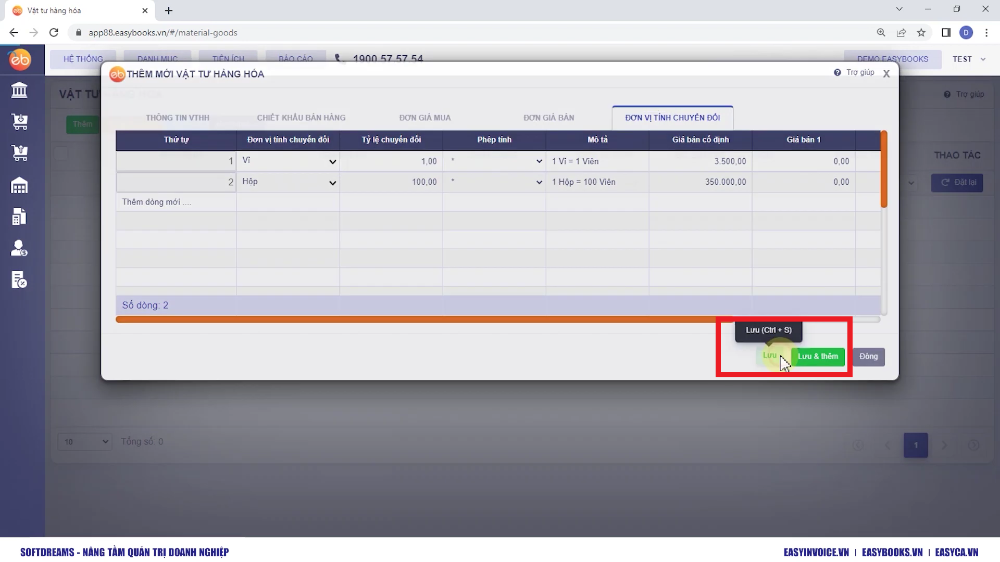 Vật tư hàng hóa
app88.easybooks.vn/#/material-goods
D
eb
HỆ THỐNG
DANH MỤC
TIỆN ÍCH
BÁO CÁO
1900 57 57 54
DEMO EASYBOOKS
TEST
eb
THÊM MỚI VẬT TƯ HÀNG HÓA
Trợ giúp
X
VẬT TƯ
Trợ giúp
Thêm
THÔNG TIN VTHH
CHIẾT KHẤU BÁN HÀNG
ĐƠN GIÁ MUA
ĐƠN GIÁ BÁN
ĐƠN VỊ TÍNH CHUYỂN ĐỔI
Thứ tự
Đơn vị tính chuyển đổi
Tỷ lệ chuyển đổi
Phép tính
Mô tả
Giá bán cố định
Giá bán 1
THAO TÁC
1
Vỉ
1,00
*
1 Vỉ = 1 Viên
3.500,00
0,00
2
Hộp
100,00
*
1 Hộp = 100 Viên
350.000,00
0,00
Đặt lại
Thêm dòng mới ....
Số dòng: 2
Lưu (Ctrl + S)
Lưu
Lưu & thêm
Đóng
10
Tổng số: 0
1
SOFTDREAMS - NÂNG TẦM QUẢN TRỊ DOANH NGHIỆP
EASYINVOICE.VN | EASYBOOKS.VN | EASYCA.VN